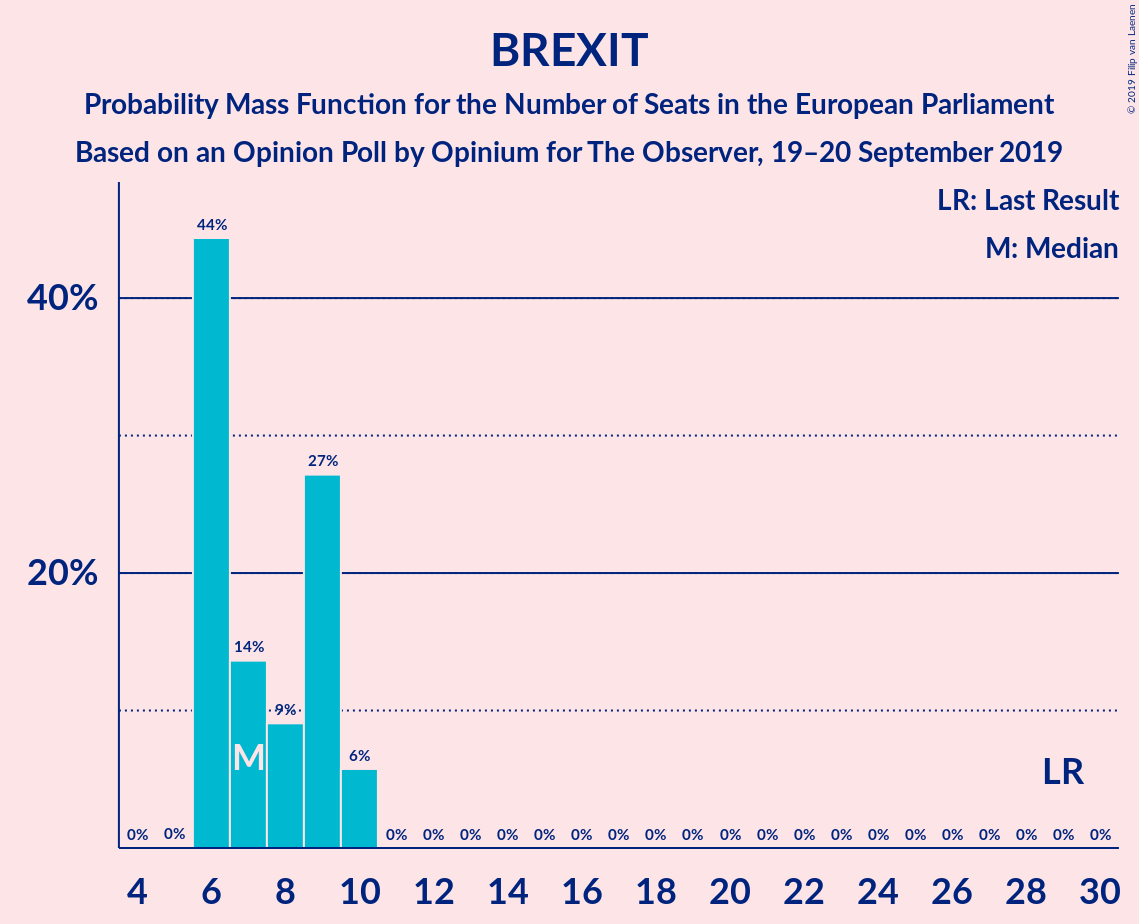 BREXIT
Probability Mass Function for the Number of Seats in the European Parliament
Based on an Opinion Poll by Opinium for The Observer, 19–20 September 2019
© 2019 Filip van Laenen
LR: Last Result
M: Median
44%
40%
27%
20%
14%
9%
6%
M
LR
0% 0% 0% 0% 0% 0% 0% 0% 0% 0% 0% 0% 0% 0% 0% 0% 0% 0% 0% 0% 0% 0%
4 6 8 10 12 14 16 18 20 22 24 26 28 30